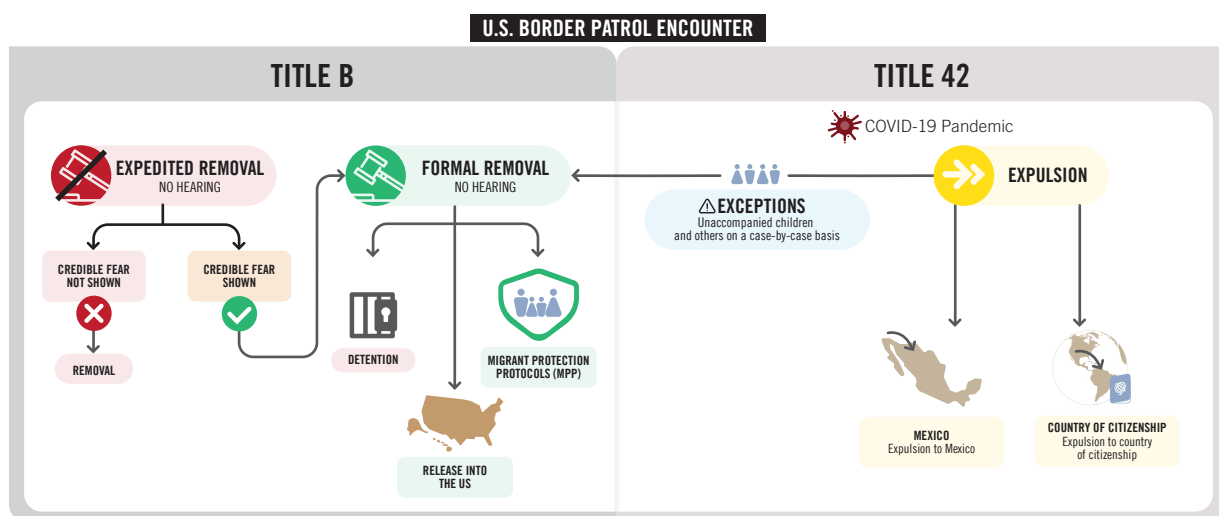 U.S. BORDER PATROL ENCOUNTER
TITLE B
EXPEDITED REMOVAL
NO HEARING
CREDIBLE FEAR
NOT SHOWN
CREDIBLE FEAR
SHOWN
REMOVAL
FORMAL REMOVAL
NO HEARING
DETENTION
MIGRANT PROTECTION
PROTOCOLS (MPP)
RELEASE INTO
THE US
TITLE 42
COVID-19 Pandemic
EXPULSION
EXCEPTIONS
Unaccompanied children
and others on a case-by-case basis
MEXICO
Expulsion to Mexico
COUNTRY OF CITIZENSHIP
Expulsion to country
of citizenship